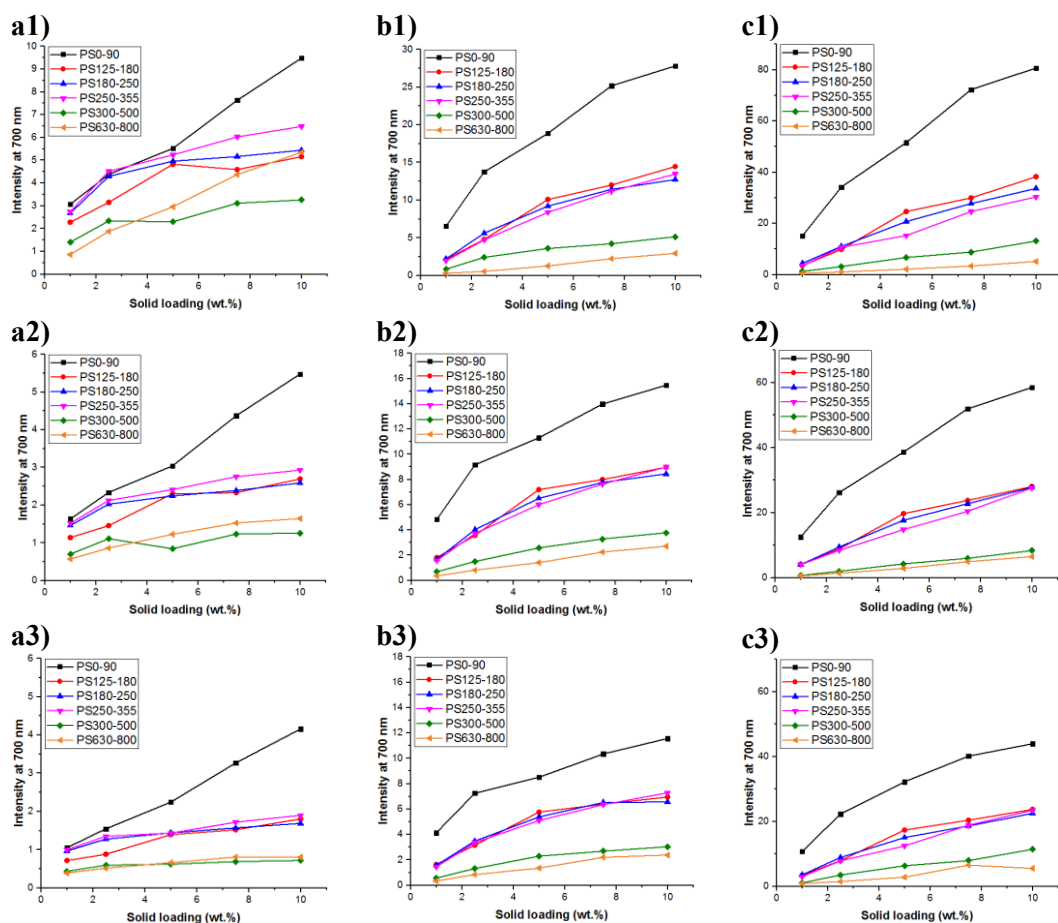 a1)
b1)
c1)
Intensity at 700 nm
10
9
8
7
6
5
4
3
2
1
0
PS0-90
PS125-180
PS180-250
PS250-355
PS300-500
PS630-800
0 2 4 6 8 10
Solid loading (wt.%)
Intensity at 700 nm
30
25
20
15
10
5
0
PS0-90
PS125-180
PS180-250
PS250-355
PS300-500
PS630-800
0 2 4 6 8 10
Solid loading (wt.%)
Intensity at 700 nm
80
60
40
20
0
PS0-90
PS125-180
PS180-250
PS250-355
PS300-500
PS630-800
0 2 4 6 8 10
Solid loading (wt.%)
a2)
b2)
c2)
Intensity at 700 nm
6
5
4
3
2
1
0
PS0-90
PS125-180
PS180-250
PS250-355
PS300-500
PS630-800
0 2 4 6 8 10
Solid loading (wt.%)
Intensity at 700 nm
18
16
14
12
10
8
6
4
2
0
PS0-90
PS125-180
PS180-250
PS250-355
PS300-500
PS630-800
0 2 4 6 8 10
Solid loading (wt.%)
Intensity at 700 nm
60
40
20
0
PS0-90
PS125-180
PS180-250
PS250-355
PS300-500
PS630-800
0 2 4 6 8 10
Solid loading (wt.%)
a3)
b3)
c3)
Intensity at 700 nm
6
5
4
3
2
1
0
PS0-90
PS125-180
PS180-250
PS250-355
PS300-500
PS630-800
0 2 4 6 8 10
Solid loading (wt.%)
Intensity at 700 nm
18
16
14
12
10
8
6
4
2
0
PS0-90
PS125-180
PS180-250
PS250-355
PS300-500
PS630-800
0 2 4 6 8 10
Solid loading (wt.%)
Intensity at 700 nm
60
40
20
0
PS0-90
PS125-180
PS180-250
PS250-355
PS300-500
PS630-800
0 2 4 6 8 10
Solid loading (wt.%)